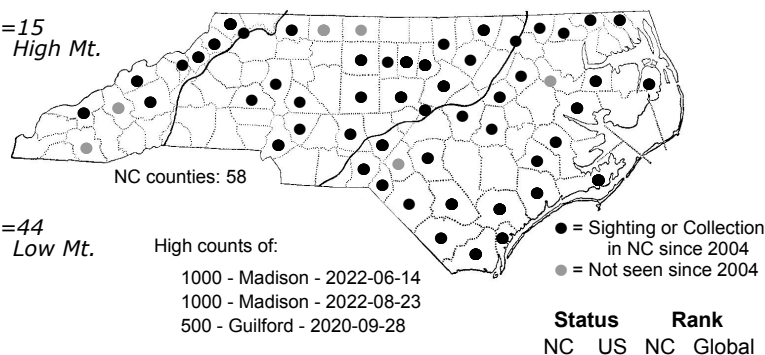 =15
High Mt.
NC counties: 58
=44
Low Mt.
High counts of:
1000 - Madison - 2022-06-14
1000 - Madison - 2022-08-23
500 - Guilford - 2020-09-28
= Sighting or Collection
in NC since 2004
= Not seen since 2004
Status Rank
NC US NC Global